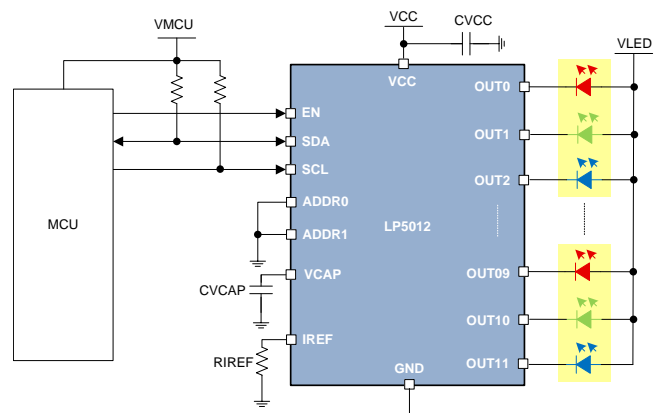 VMCU
VCC
CVCC
VLED
VCC
OUT0
EN
OUT1
SDA
SCL
OUT2
ADDR0
MCU
LP5012
ADDR1
VCAP
OUT09
CVCAP
OUT10
IREF
RIREF
GND
OUT11